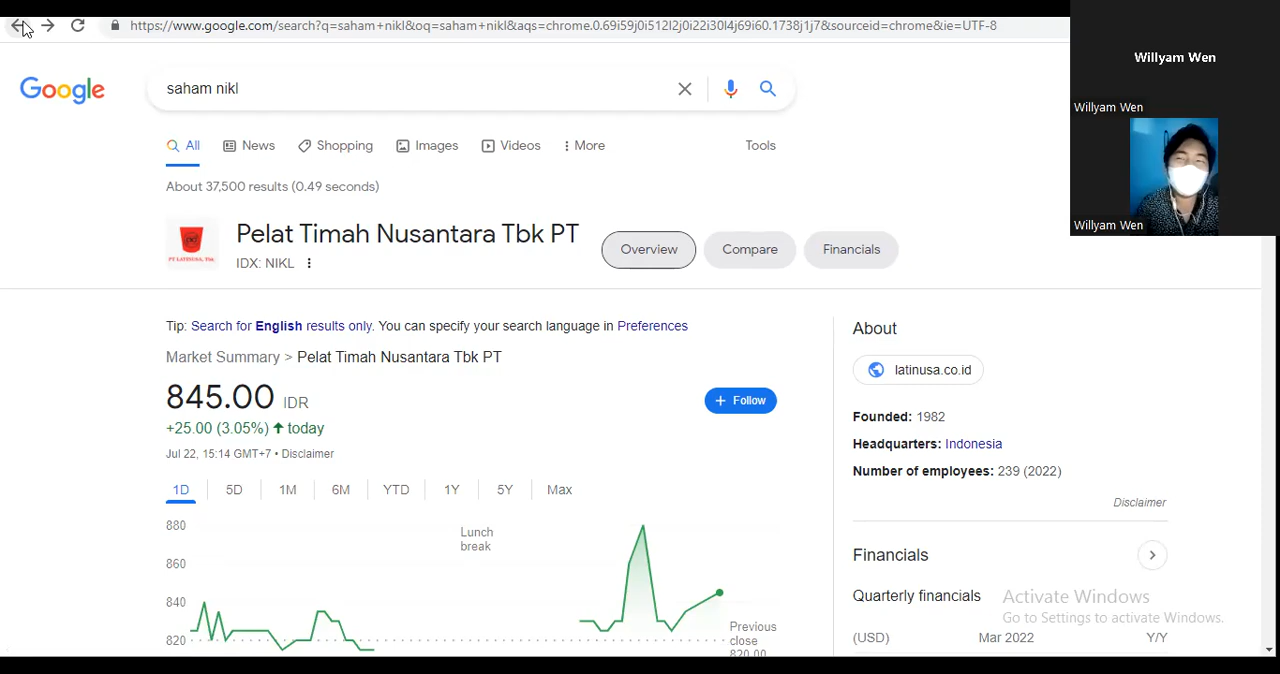 https://www.google.com/search?q=saham+nikl&oq=saham+nikl&aqs=chrome.0.69i59j0i512l2j0i22i30l4j69i60.1738j1j7&sourceid=chrome&ie=UTF-8
Willyam Wen
Willyam Wen
Willyam Wen
Google
saham nikl
All News Shopping Images Videos More Tools
About 37,500 results (0.49 seconds)
PT LATINUSA, Tbk
Pelat Timah Nusantara Tbk PT
IDX: NIKL
Overview Compare Financials
Tip: Search for English results only. You can specify your search language in Preferences
Market Summary > Pelat Timah Nusantara Tbk PT
845.00 IDR
+ Follow
+25.00 (3.05%) ↑ today
Jul 22, 15:14 GMT+7 • Disclaimer
1D 5D 1M 6M YTD 1Y 5Y Max
880
860
840
820
Lunch
break
Previous
close
820.00
About
latinusa.co.id
Founded: 1982
Headquarters: Indonesia
Number of employees: 239 (2022)
Disclaimer
Financials
Quarterly financials
(USD) Mar 2022 Y/Y
Activate Windows
Go to Settings to activate Windows.